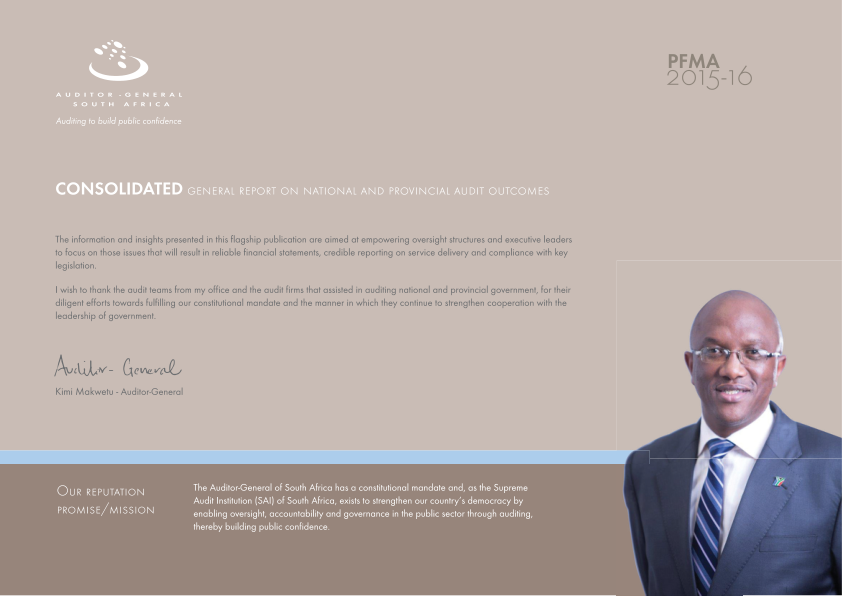 AUDITOR-GENERAL
SOUTH AFRICA
Auditing to build public confidence
PFMA
2015-16
CONSOLIDATED GENERAL REPORT ON NATIONAL AND PROVINCIAL AUDIT OUTCOMES
The information and insights presented in this flagship publication are aimed at empowering oversight structures and executive leaders
to focus on those issues that will result in reliable financial statements, credible reporting on service delivery and compliance with key
legislation.
I wish to thank the audit teams from my office and the audit firms that assisted in auditing national and provincial government, for their
diligent efforts towards fulfilling our constitutional mandate and the manner in which they continue to strengthen cooperation with the
leadership of government.
Auditor-General
Kimi Makwetu - Auditor-General
OUR REPUTATION
PROMISE/MISSION
The Auditor-General of South Africa has a constitutional mandate and, as the Supreme
Audit Institution (SAI) of South Africa, exists to strengthen our country's democracy by
enabling oversight, accountability and governance in the public sector through auditing,
thereby building public confidence.